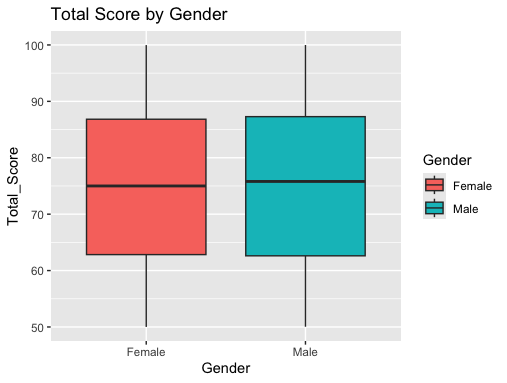 Total Score by Gender
Total_Score
100
90
80
70
60
50
Female
Male
Gender
Gender
Female
Male